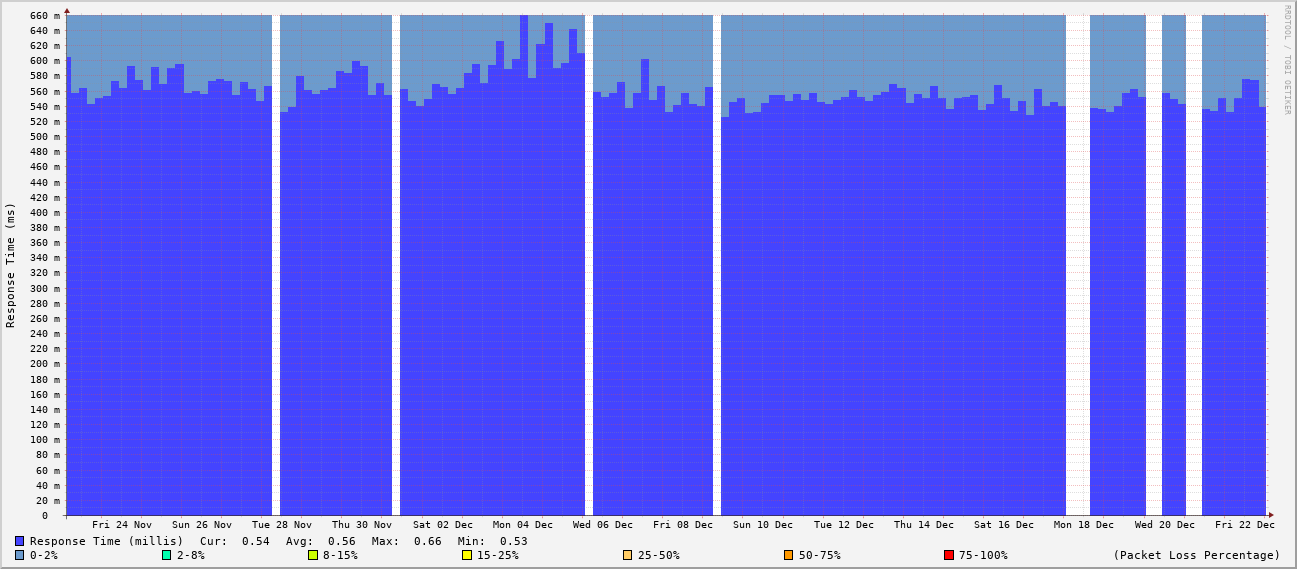 660 m
640 m
620 m
600 m
580 m
560 m
540 m
520 m
500 m
480 m
460 m
440 m
420 m
400 m
380 m
360 m
340 m
320 m
300 m
280 m
260 m
240 m
220 m
200 m
180 m
160 m
140 m
120 m
100 m
80 m
60 m
40 m
20 m
0
Response Time (ms)
RRDTOOL / TOBI OETIKER
Fri 24 Nov Sun 26 Nov Tue 28 Nov Thu 30 Nov Sat 02 Dec Mon 04 Dec Wed 06 Dec Fri 08 Dec Sun 10 Dec Tue 12 Dec Thu 14 Dec Sat 16 Dec Mon 18 Dec Wed 20 Dec Fri 22 Dec
Response Time (millis) Cur: 0.54 Avg: 0.56 Max: 0.66 Min: 0.53
0-2% 2-8% 8-15% 15-25% 25-50% 50-75% 75-100% (Packet Loss Percentage)